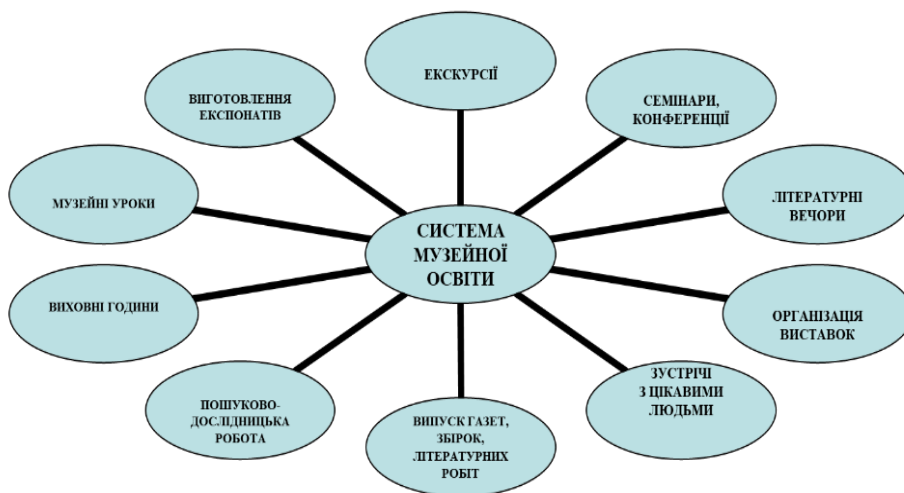 ЕКСКУРСІЇ
СЕМІНАРИ,
КОНФЕРЕНЦІЇ
ЛІТЕРАТУРНІ
ВЕЧОРИ
ОРГАНІЗАЦІЯ
ВИСТАВОК
ЗУСТРІЧІ
З ЦІКАВИМИ
ЛЮДЬМИ
ВИПУСК ГАЗЕТ,
ЗБІРОК,
ЛІТЕРАТУРНИХ
РОБІТ
ПОШУКОВО-
ДОСЛІДНИЦЬКА
РОБОТА
ВИХОВНІ ГОДИНИ
МУЗЕЙНІ УРОКИ
ВИГОТОВЛЕННЯ
ЕКСПОНАТІВ
СИСТЕМА
МУЗЕЙНОЇ
ОСВІТИ